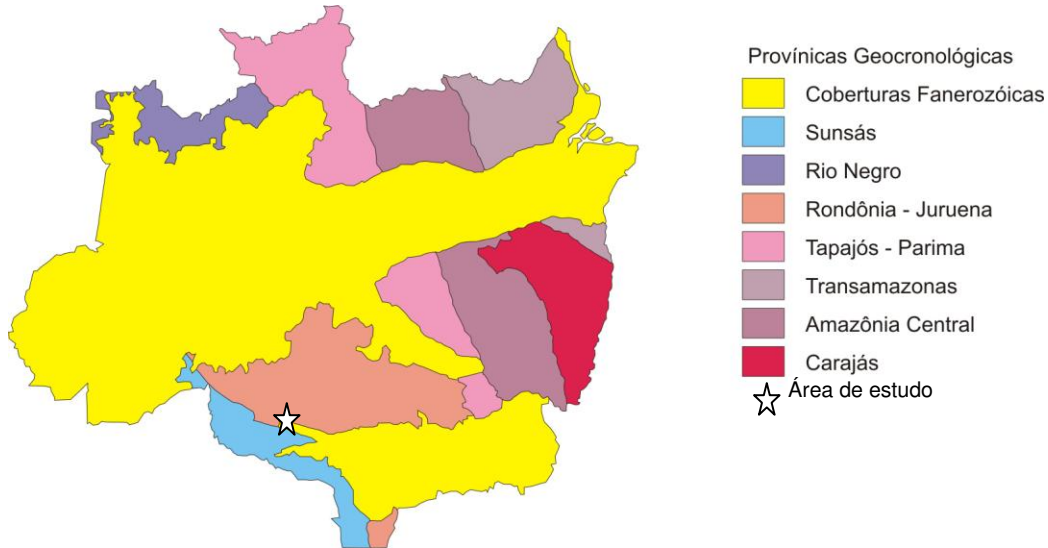 Provínicas Geocronológicas
Coberturas Fanerozóicas
Sunsás
Rio Negro
Rondônia - Juruena
Tapajós - Parima
Transamazonas
Amazônia Central
Carajás
Área de estudo